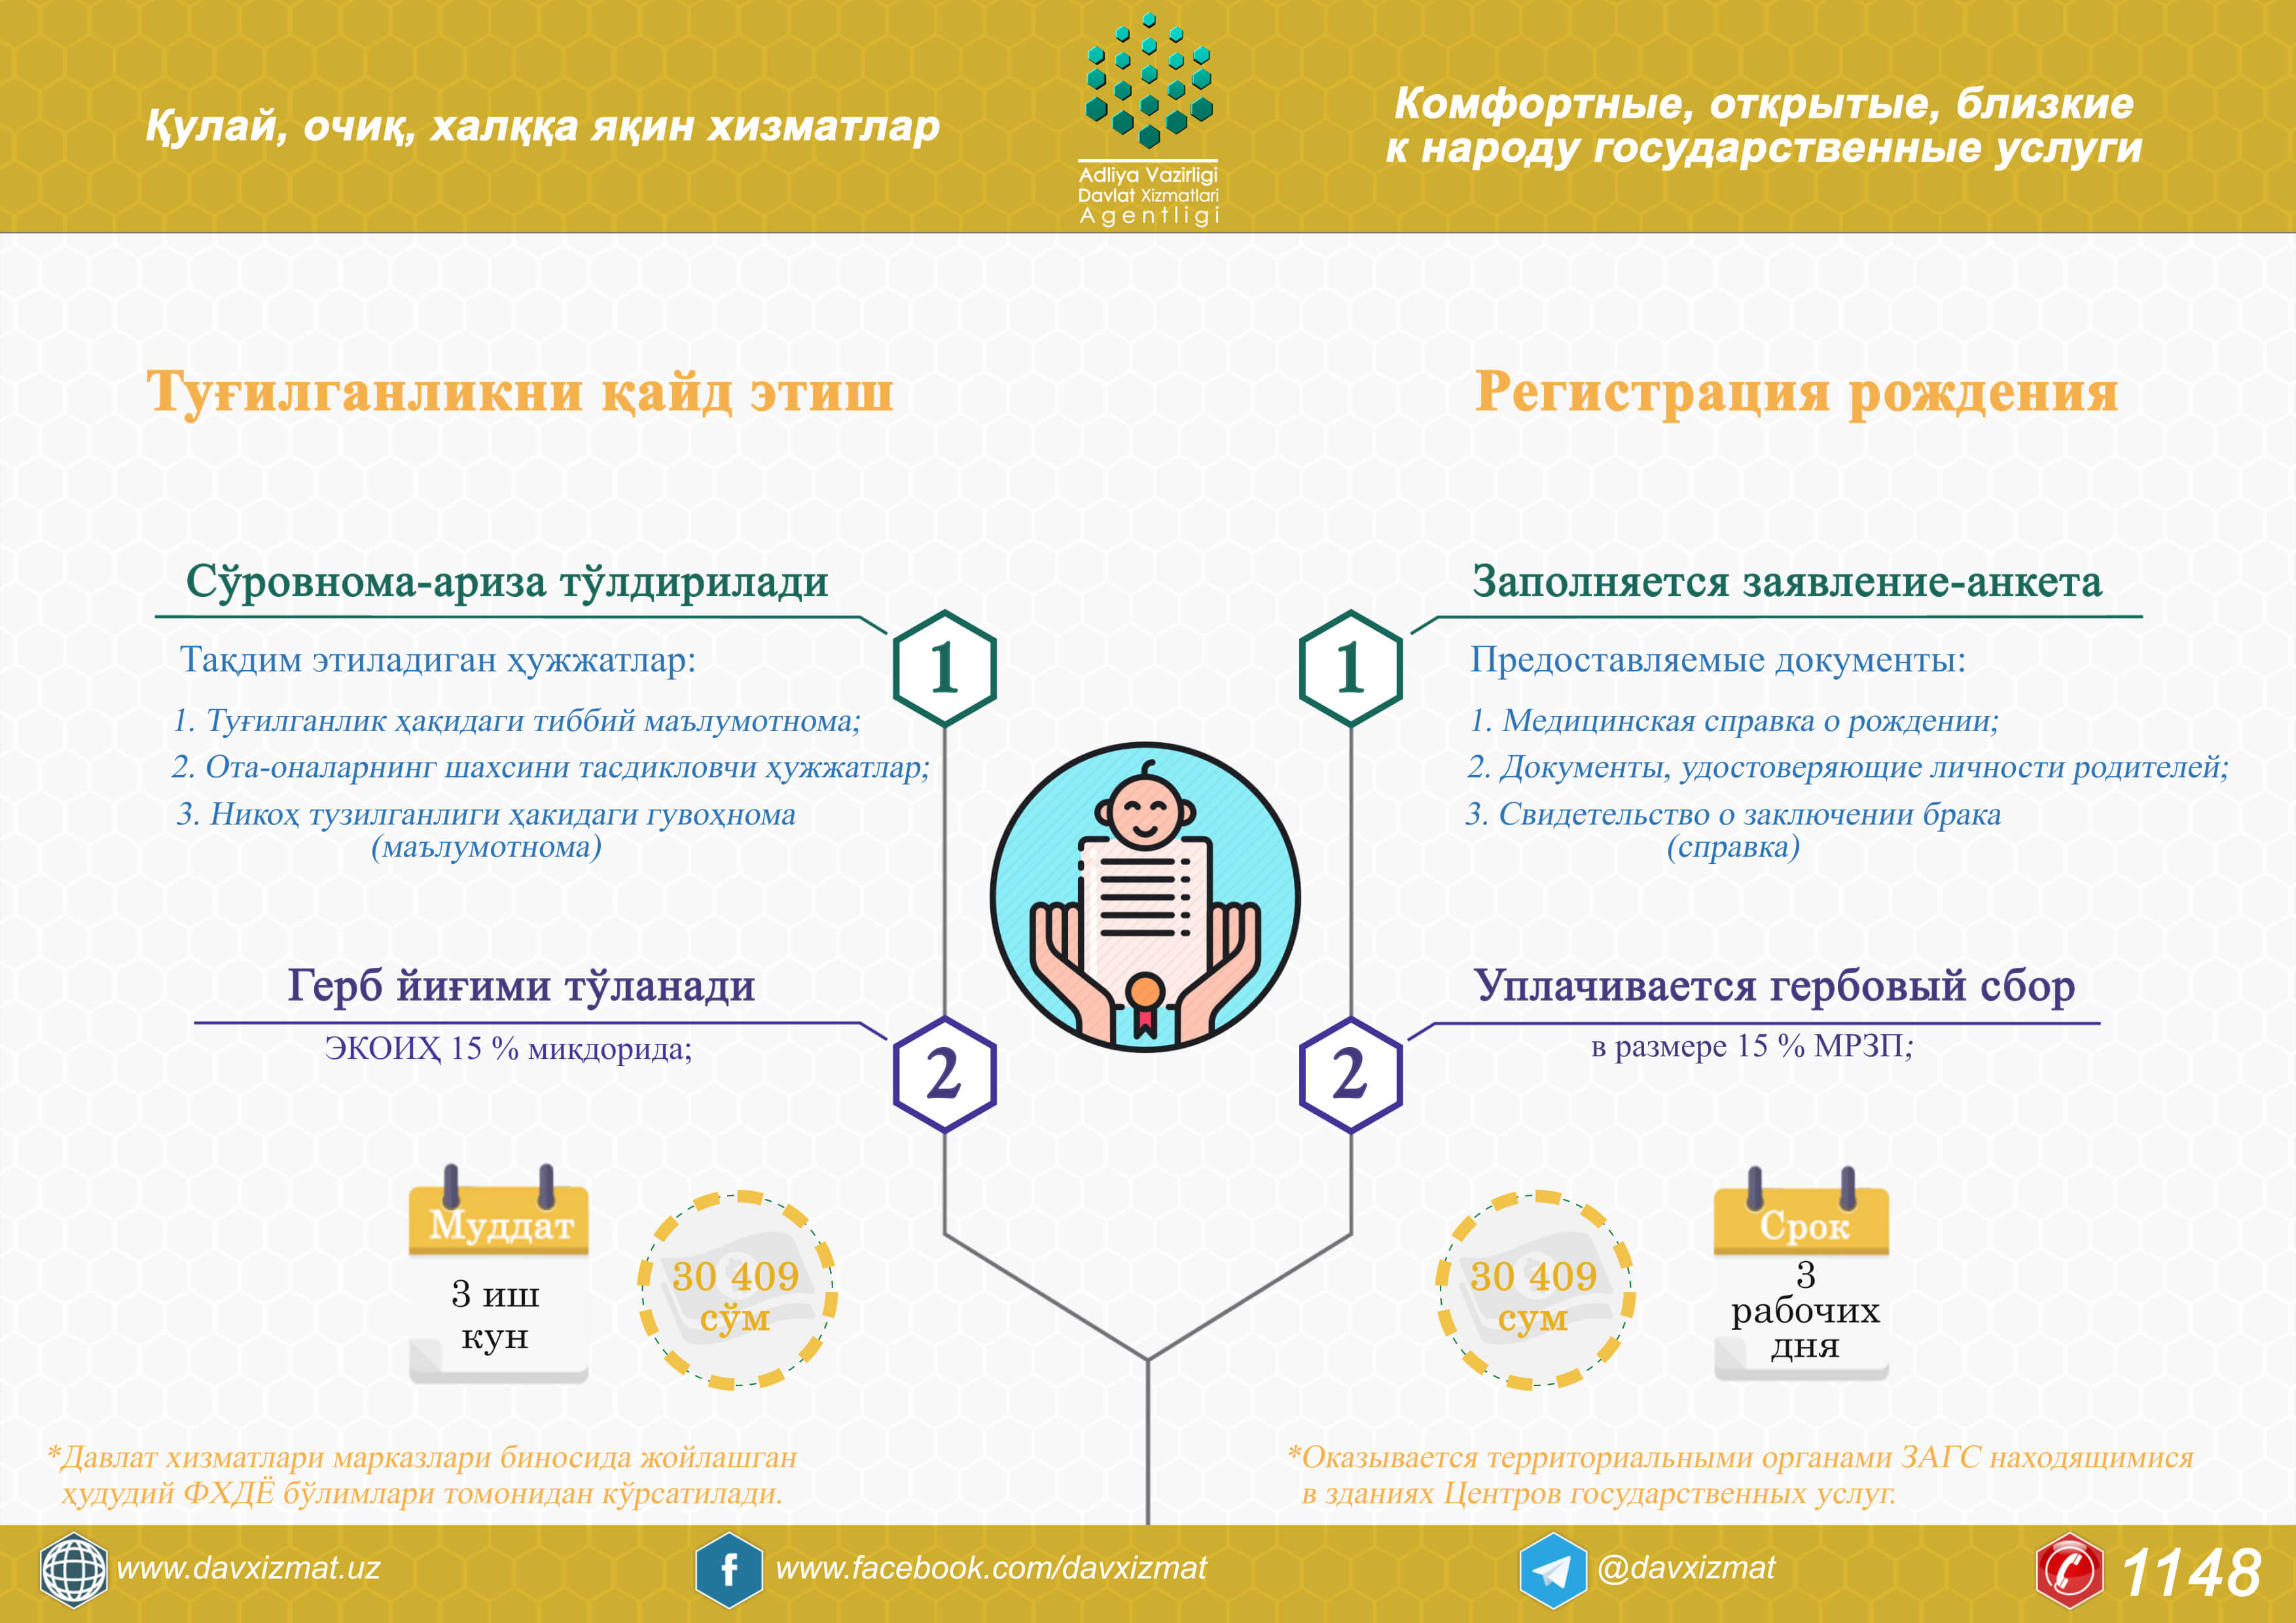 Қулай, очиқ, халққа яқин хизматлар
Adliya Vazirligi
Davlat Xizmatlari
Agentligi
Комфортные, открытые, близкие
к народу государственные услуги
Туғилганликни қайд этиш
Сўровнома-ариза тўлдирилади
1
Тақдим этиладиган ҳужжатлар:
1. Туғилганлик ҳақидаги тиббий маълумотнома;
2. Ота-оналарнинг шахсини тасдикловчи ҳужжатлар;
3. Никоҳ тузилганлиги ҳакидаги гувоҳнома
(маълумотнома)
Герб йиғими тўланади
2
ЭКОИҲ 15 % миқдорида;
Муддат
3 иш
кун
30 409
сўм
*Давлат хизматлари марказлари биносида жойлашган
ҳудудий ФХДЁ бўлимлари томонидан кўрсатилади.
Регистрация рождения
Заполняется заявление-анкета
1
Предоставляемые документы:
1. Медицинская справка о рождении;
2. Документы, удостоверяющие личности родителей;
3. Свидетельство о заключении брака
(справка)
Уплачивается гербовый сбор
2
в размере 15 % МРЗП;
30 409
сум
Срок
3
рабочих
дня
*Оказывается территориальными органами ЗАГС находящимися
в зданиях Центров государственных услуг.
www.davxizmat.uz
www.facebook.com/davxizmat
@davxizmat
1148